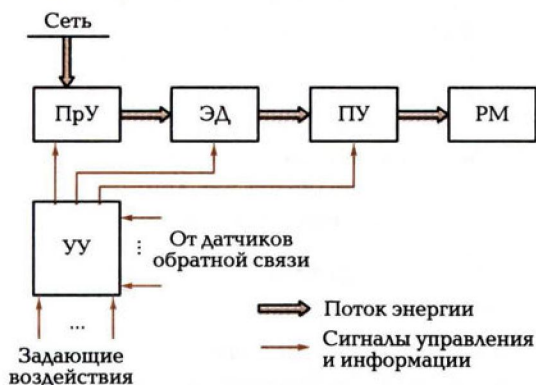 Сеть
ПрУ
ЭД
ПУ
РМ
УУ
...
От датчиков
обратной связи
...
Задающие
воздействия
Поток энергии
Сигналы управления
и информации